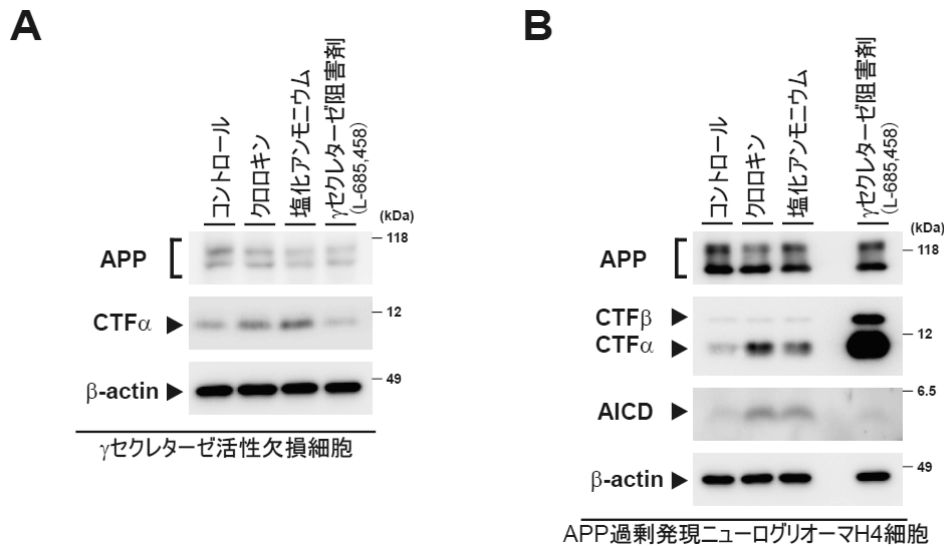 A
コントロール
クロロキン
塩化アンモニウム
γセクレターゼ阻害剤
(L-685,458)
(kDa)
APP
118
CTFα
12
β-actin
49
γセクレターゼ活性欠損細胞
B
コントロール
クロロキン
塩化アンモニウム
γセクレターゼ阻害剤
(L-685,458)
(kDa)
APP
118
CTFβ
CTFα
12
AICD
6.5
β-actin
49
APP過剰発現ニューログリオーマH4細胞